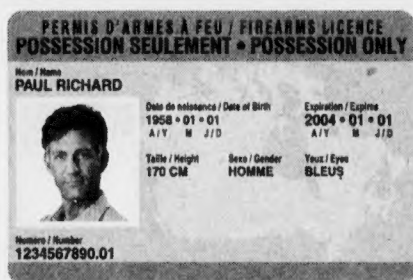 PERMIS D'ARMES À FEU / FIREARMS LICENCE
POSSESSION SEULEMENT • POSSESSION ONLY
Nom / Name
PAUL RICHARD
Date de naissance / Date of Birth
1958 • 01 • 01
A/Y M J/D
Expiration / Expires
2004 • 01 • 01
A/Y M J/D
Taille / Height
170 CM
Sexe / Gender
HOMME
Yeux / Eyes
BLEUS
Numéro / Number
1234567890.01